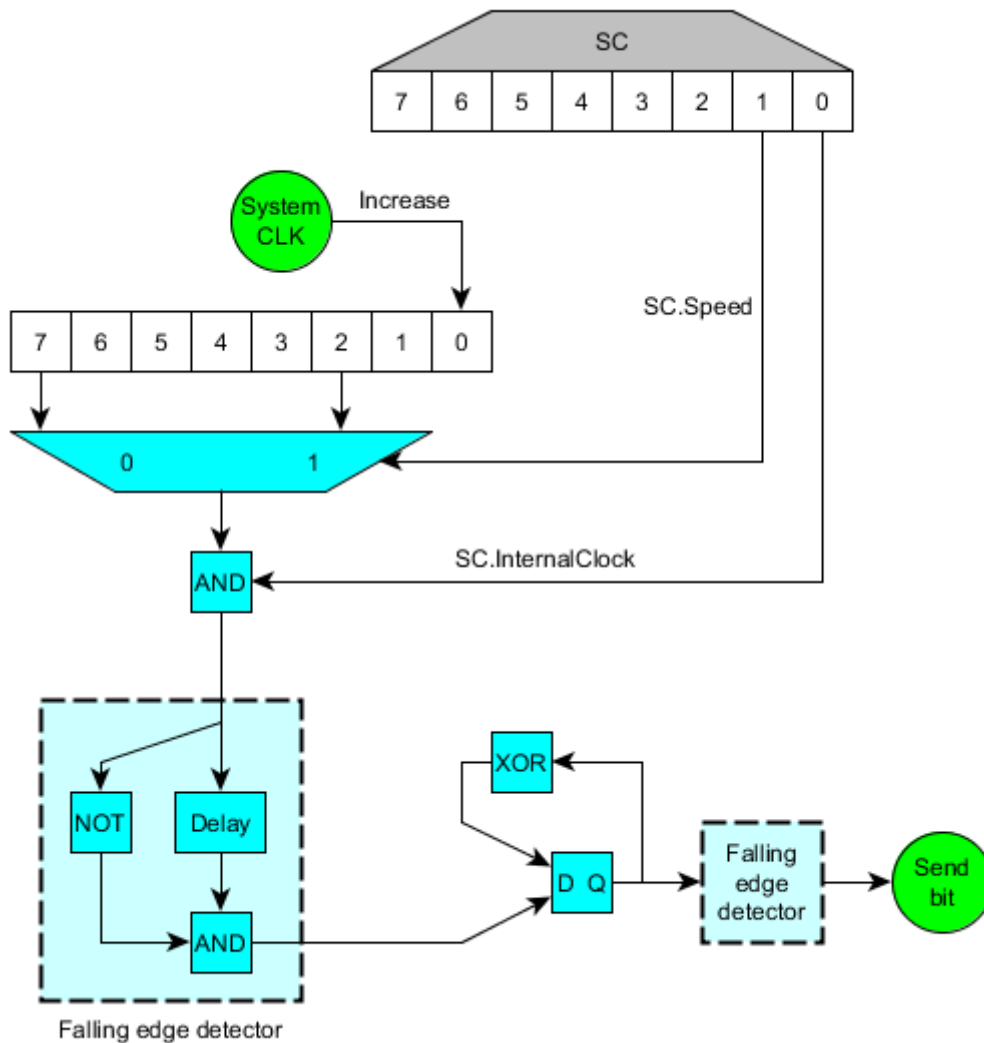 SC
7 6 5 4 3 2 1 0
System
CLK
Increase
SC.Speed
7 6 5 4 3 2 1 0
0 1
AND
SC.InternalClock
NOT
Delay
AND
Falling edge detector
XOR
D Q
Falling
edge
detector
Send
bit